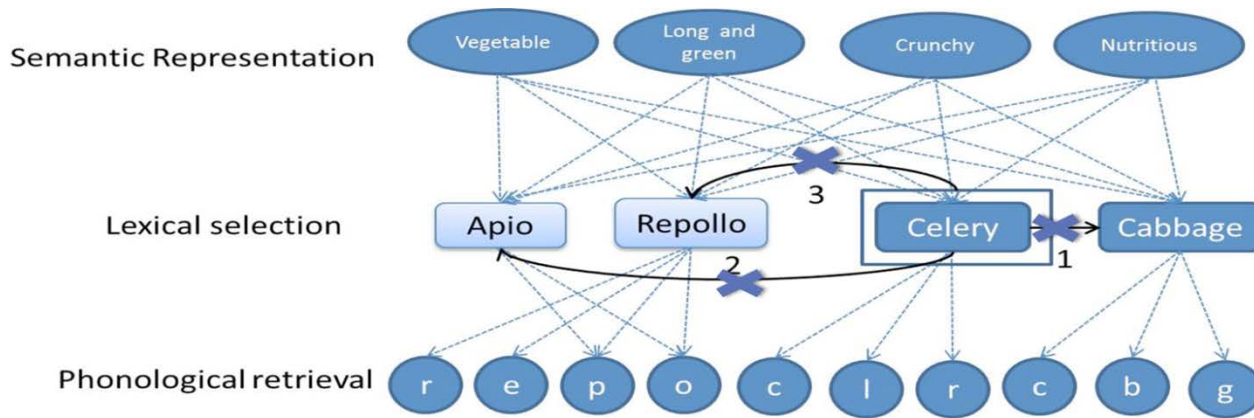 Semantic Representation
Vegetable
Long and
green
Crunchy
Nutritious
3
Lexical selection
Apio
Repollo
Celery
Cabbage
2
1
Phonological retrieval
r
e
p
o
c
l
r
c
b
g